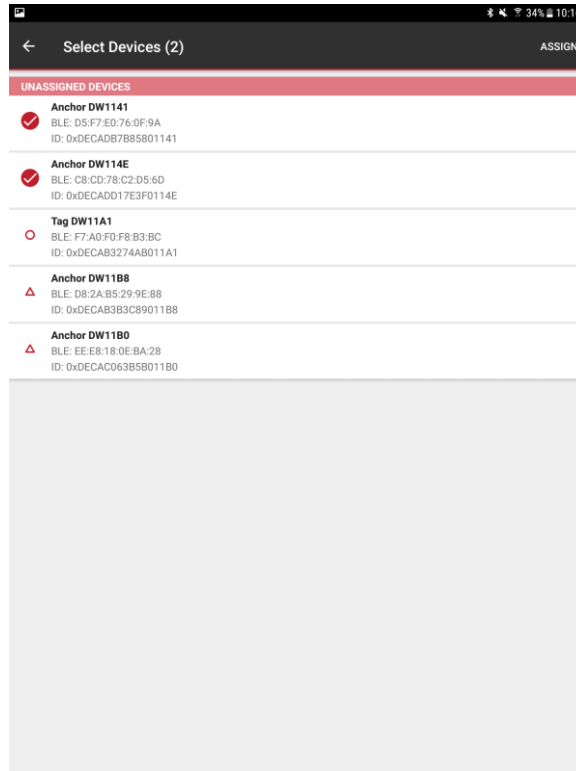 34% 10:1
Select Devices (2) ASSIGN
UNASSIGNED DEVICES
Anchor DW1141
BLE: D5:F7:E0:76:0F:9A
ID: 0xDECADB7B85801141
Anchor DW114E
BLE: C8:CD:78:C2:D5:6D
ID: 0xDECADD17E3F0114E
Tag DW11A1
BLE: F7:A0:F0:F8:B3:BC
ID: 0xDECAB3274AB011A1
Anchor DW11B8
BLE: D8:2A:B5:29:9E:88
ID: 0xDECAB3B3C89011B8
Anchor DW11B0
BLE: EE:E8:18:0E:BA:28
ID: 0xDECAC063B5B011B0